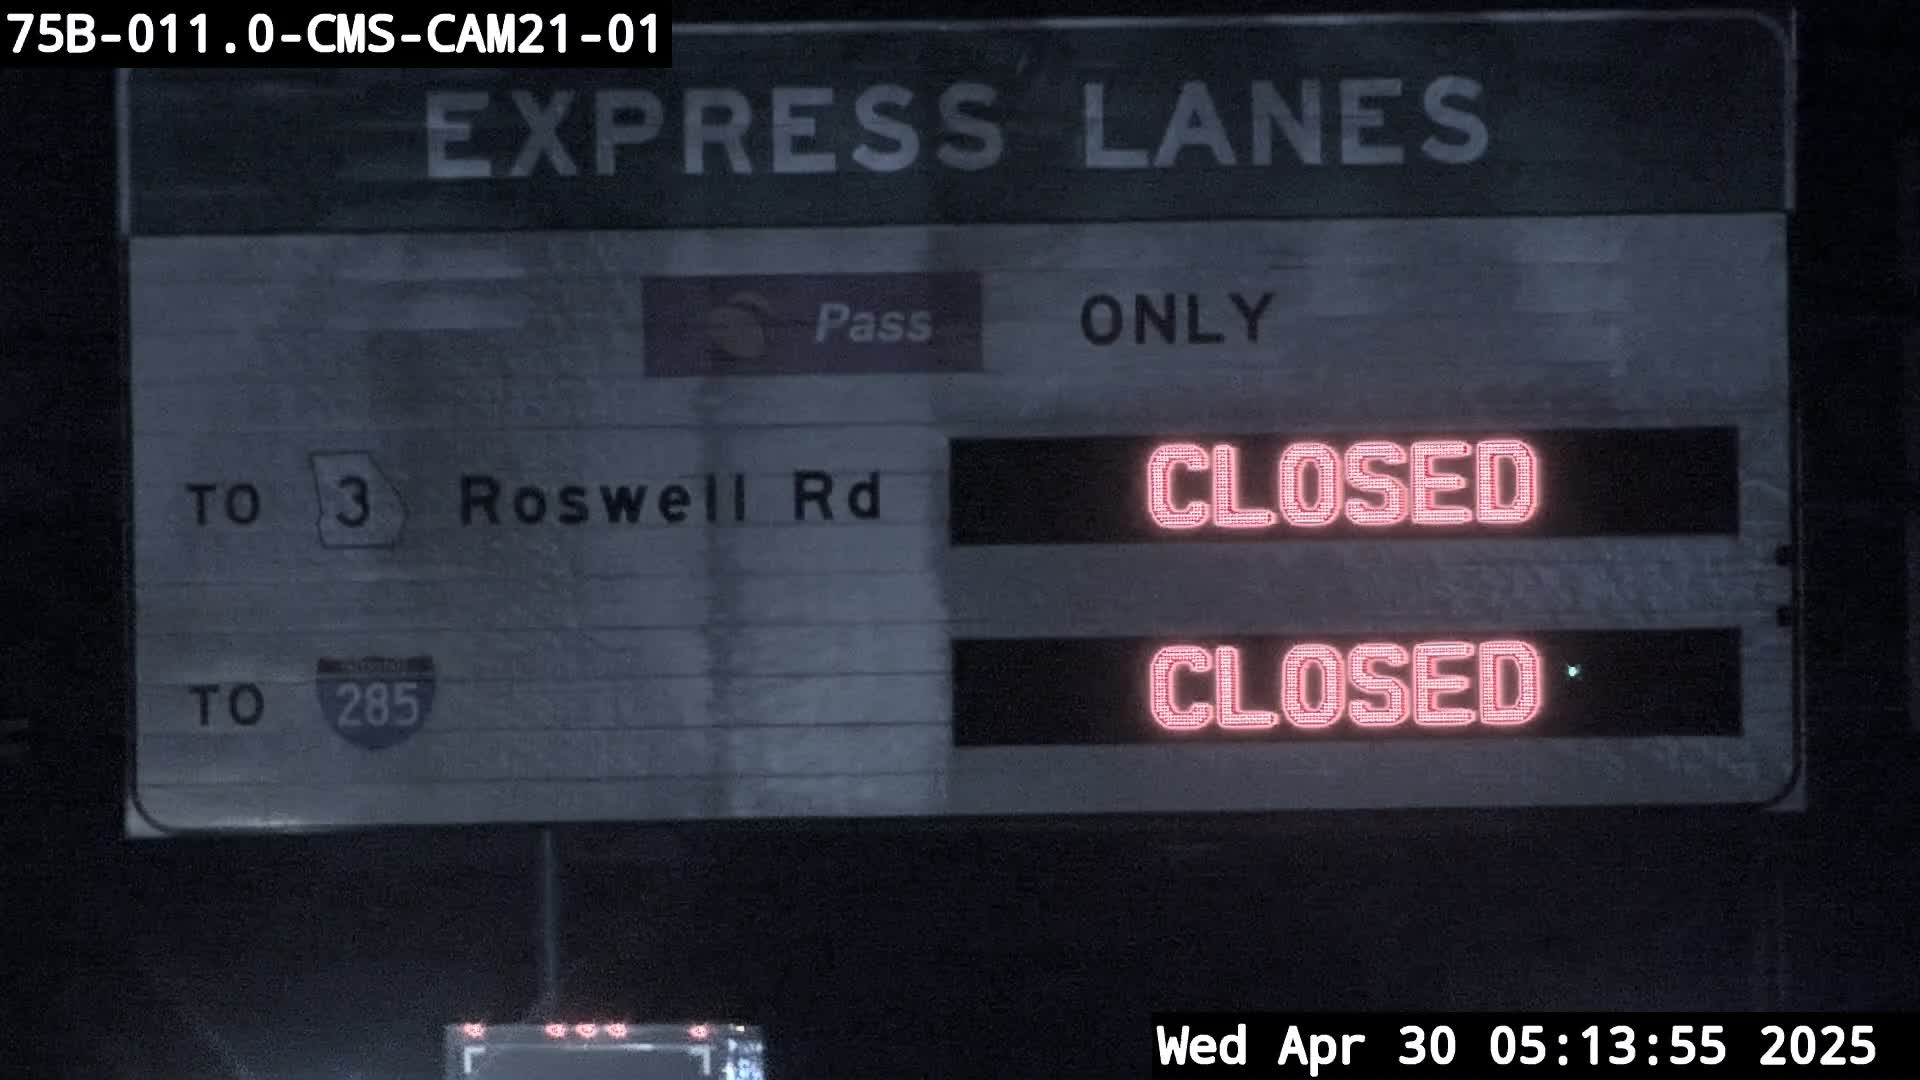 75B-011.0-CMS-CAM21-01
EXPRESS LANES
Pass ONLY
TO 3 Roswell Rd CLOSED
TO 285 CLOSED
Wed Apr 30 05:13:55 2025